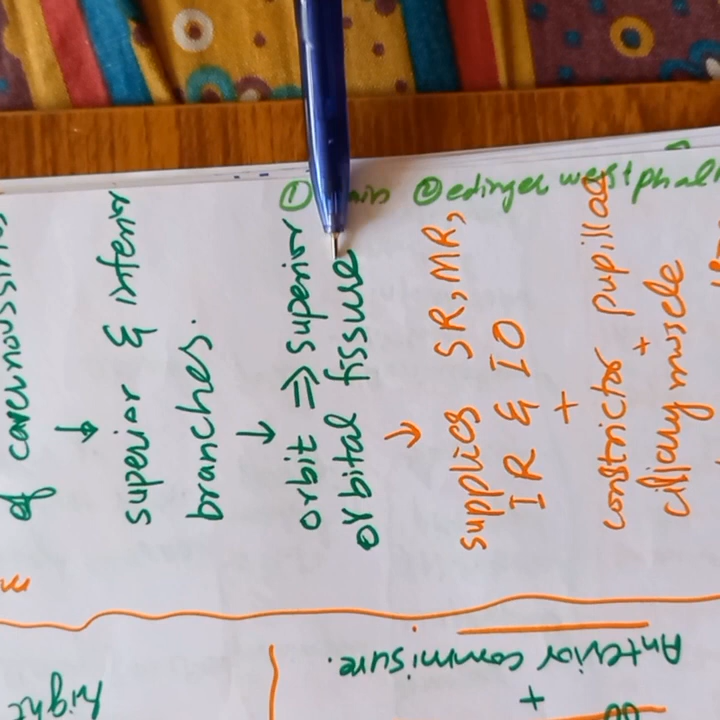 ① ② edinger westphal
of cavernous sinus
↓
superior & inferior
branches.
↓
orbit ⇒ superior
orbital fissure
↓
supplies SR, MR,
IR & IO
+
constrictor pupillae
+
ciliary muscle
Anterior commisure.
+
right